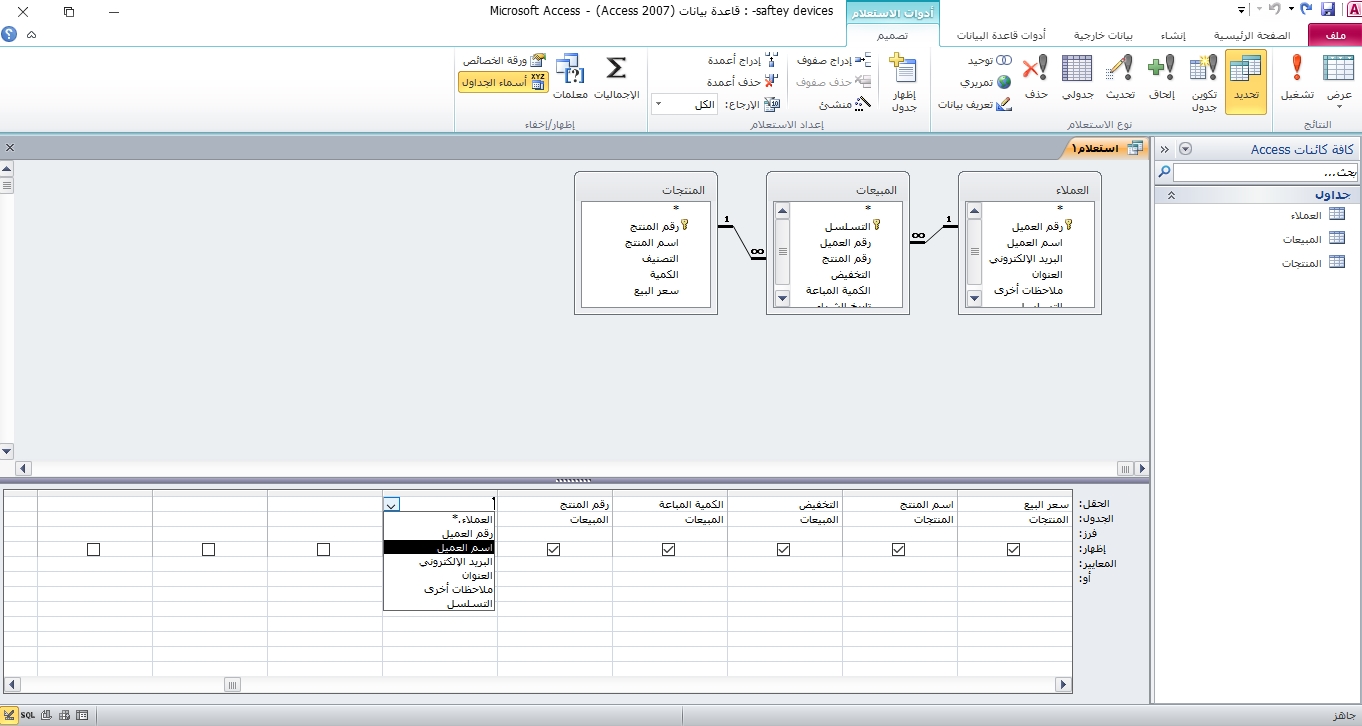 saftey devices- : قاعدة بيانات (Access 2007) - Microsoft Access
أدوات الاستعلام
ملف
الصفحة الرئيسية
إنشاء
بيانات خارجية
أدوات قاعدة البيانات
تصميم
عرض
تشغيل
النتائج
تحديد
تكوين جدول
إلحاق
تحديث
جدولي
حذف
توحيد
تمريري
تعريف بيانات
نوع الاستعلام
إظهار جدول
إدراج صفوف
حذف صفوف
منشئ
إدراج أعمدة
حذف أعمدة
الإرجاع: الكل
إعداد الاستعلام
الإجماليات
معلمات
ورقة الخصائص
XYZ أسماء الجداول
إظهار/إخفاء
كافة كائنات Access
بحث...
جداول
العملاء
المبيعات
المنتجات
استعلام١
العملاء
*
رقم العميل
اسم العميل
البريد الإلكتروني
العنوان
ملاحظات أخرى
التسلسل
1
∞
المبيعات
*
التسلسل
رقم العميل
رقم المنتج
التخفيض
الكمية المباعة
تاريخ الشراء
1
∞
المنتجات
*
رقم المنتج
اسم المنتج
التصنيف
الكمية
سعر البيع
الحقل: سعر البيع اسم المنتج التخفيض الكمية المباعة رقم المنتج
الجدول: المنتجات المنتجات المبيعات المبيعات المبيعات
فرز:
إظهار:
المعايير:
أو:
العملاء.*
رقم العميل
اسم العميل
البريد الإلكتروني
العنوان
ملاحظات أخرى
التسلسل
جاهز
SQL